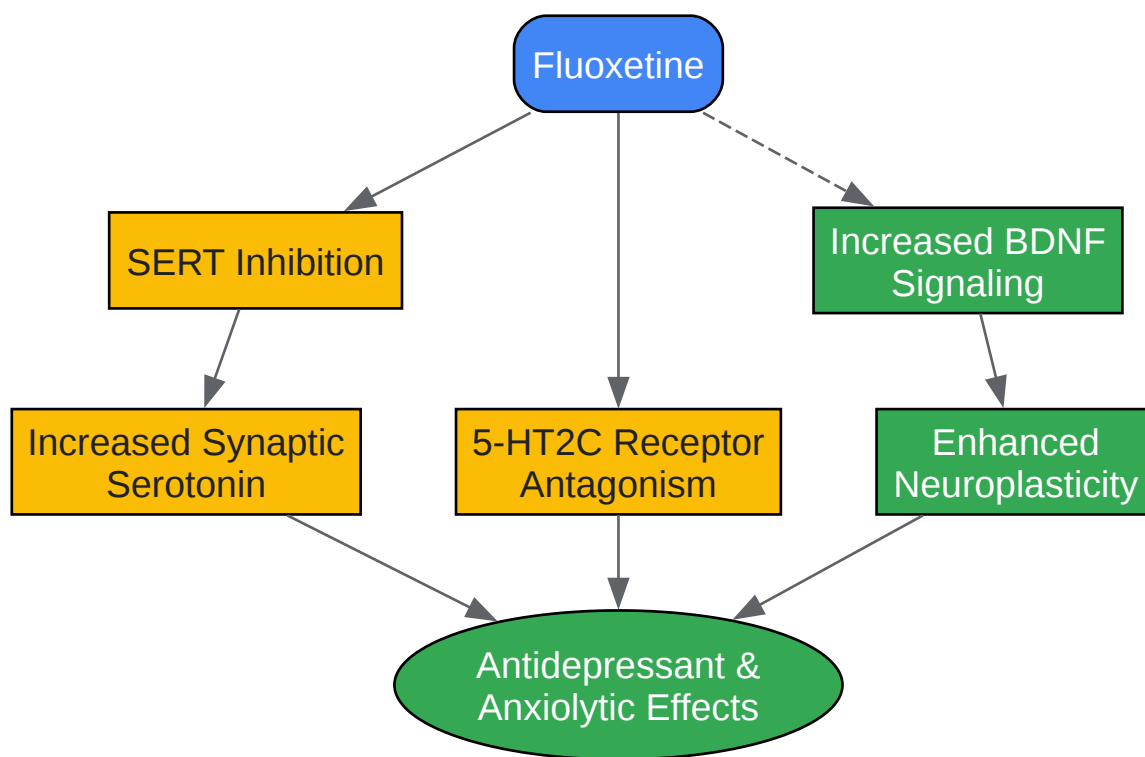 Fluoxetine
SERT Inhibition
Increased BDNF
Signaling
Increased Synaptic
Serotonin
5-HT2C Receptor
Antagonism
Enhanced
Neuroplasticity
Antidepressant &
Anxiolytic Effects